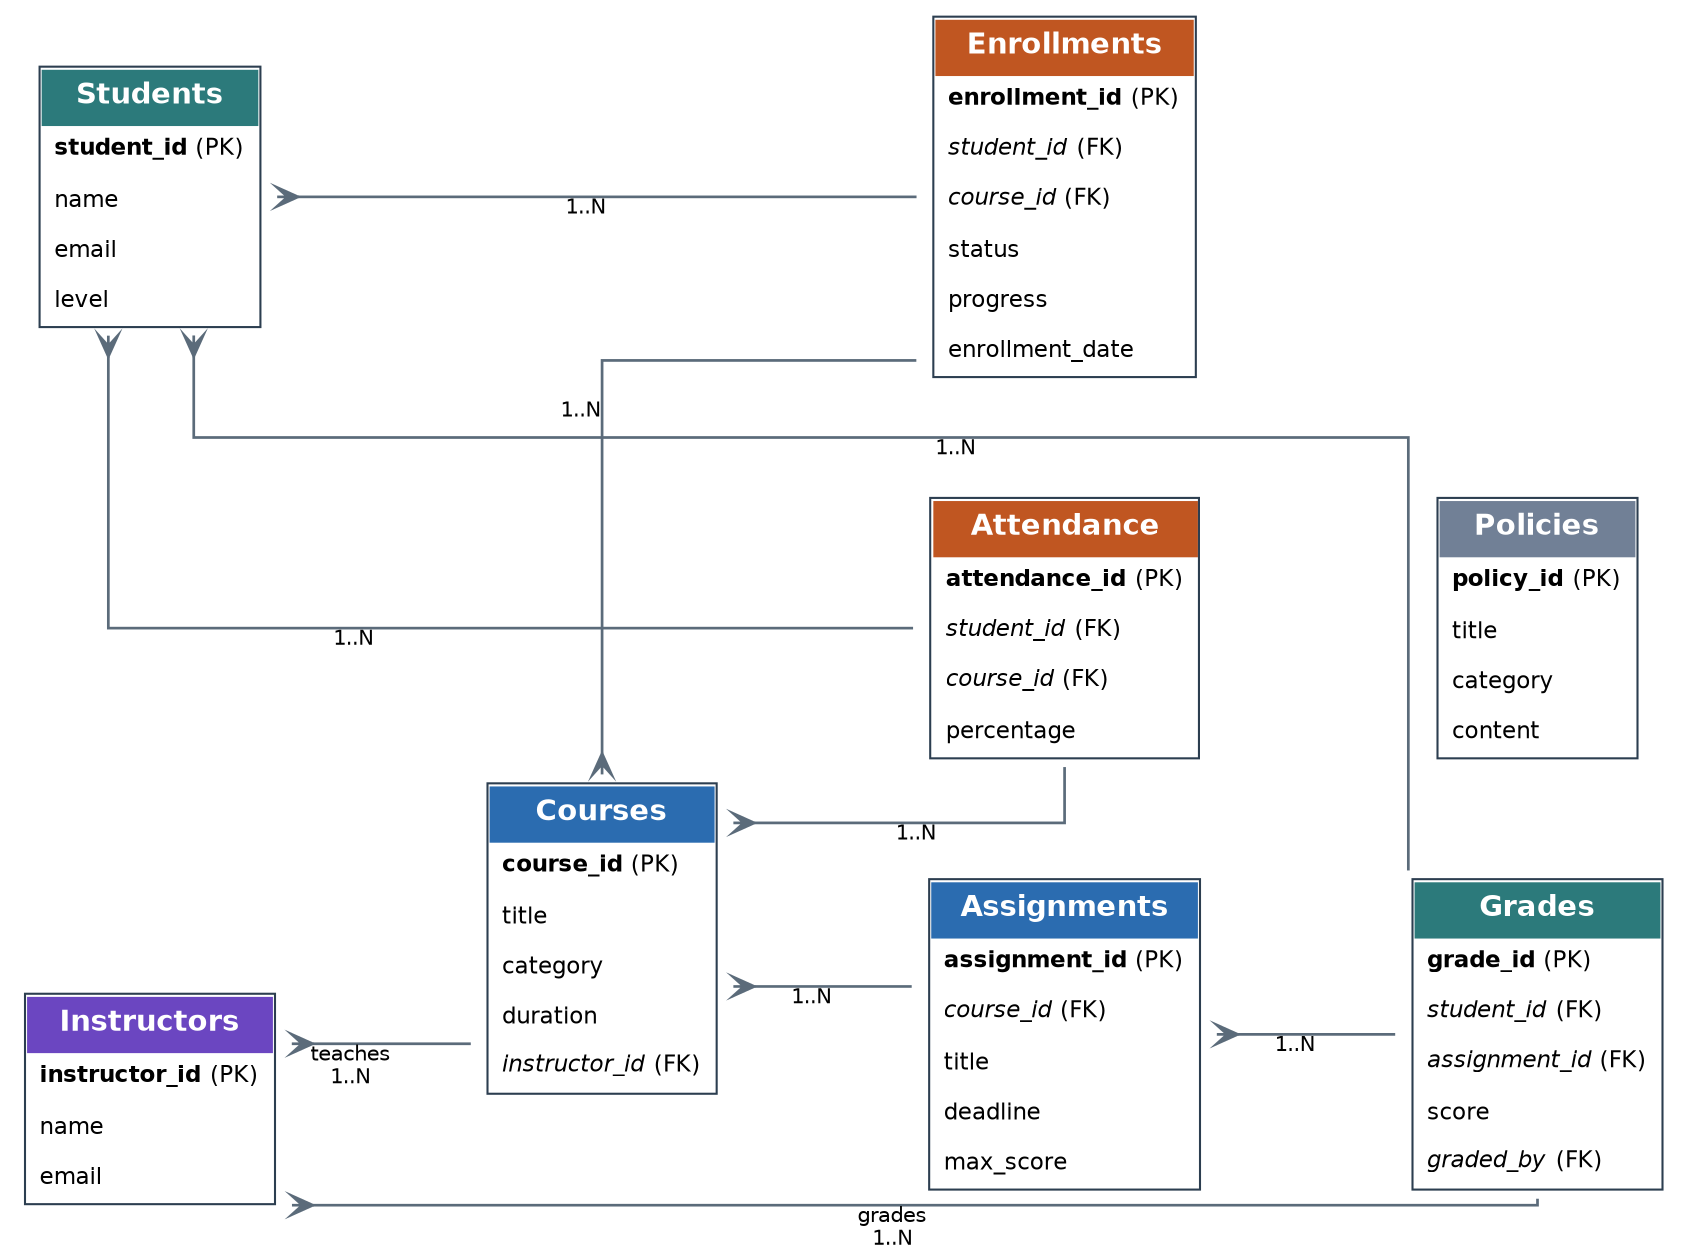 Students
student_id (PK)
name
email
level
Enrollments
enrollment_id (PK)
student_id (FK)
course_id (FK)
status
progress
enrollment_date
1..N
1..N
1..N
1..N
Attendance
attendance_id (PK)
student_id (FK)
course_id (FK)
percentage
Policies
policy_id (PK)
title
category
content
1..N
Courses
course_id (PK)
title
category
duration
instructor_id (FK)
1..N
Assignments
assignment_id (PK)
course_id (FK)
title
deadline
max_score
1..N
Grades
grade_id (PK)
student_id (FK)
assignment_id (FK)
score
graded_by (FK)
Instructors
instructor_id (PK)
name
email
teaches
1..N
grades
1..N